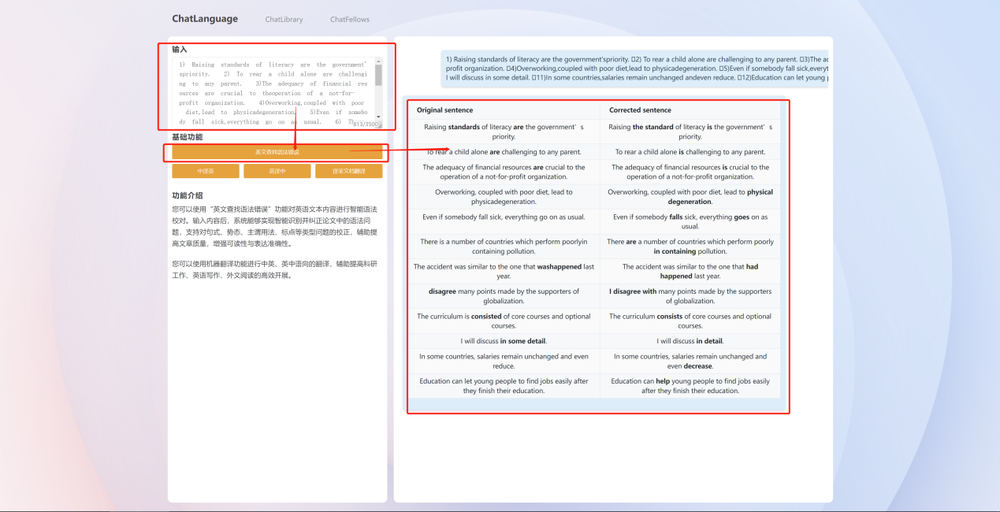 ChatLanguage ChatLibrary ChatFellows
输入
1) Raising standards of literacy are the government'
spriority. 2) To rear a child alone are challengi
ng to any parent. 3)The adequacy of financial res
ources are crucial to theoperation of a not-for-
profit organization. 4)Overworking,coupled with poor
diet,lead to physicadegeneration. 5)Even if somebo
dy fall sick,everything go on as usual. 6)
813/3500
基础功能
英文查找语法错误
中译英 英译中 译采文档翻译
功能介绍
您可以使用“英文查找语法错误”功能对英语文本内容进行智能语法
校对。输入内容后,系统能够实现智能识别并纠正论文中的语法问
题,支持对句式、势态、主谓用法、标点等类型问题的校正,辅助提
高文章质量,增强可读性与表达准确性。
您可以使用机器翻译功能进行中英、英中语向的翻译,辅助提高科研
工作、英语写作、外文阅读的高效开展。
1) Raising standards of literacy are the government'spriority. 2) To rear a child alone are challenging to any parent. 3)The ac
profit organization. 4)Overworking,coupled with poor diet,lead to physicadegeneration. 5)Even if somebody fall sick,everyt
I will discuss in some detail. 11)In some countries,salaries remain unchanged andeven reduce. 12)Education can let young
Original sentence Corrected sentence
Raising standards of literacy are the government’s Raising the standard of literacy is the government’s
priority. priority.
To rear a child alone are challenging to any parent. To rear a child alone is challenging to any parent.
The adequacy of financial resources are crucial to the The adequacy of financial resources is crucial to the
operation of a not-for-profit organization. operation of a not-for-profit organization.
Overworking, coupled with poor diet, lead to Overworking, coupled with poor diet, lead to physical
physicadegeneration. degeneration.
Even if somebody fall sick, everything go on as usual. Even if somebody falls sick, everything goes on as
usual.
There is a number of countries which perform poorlyin There are a number of countries which perform poorly
containing pollution. in containing pollution.
The accident was similar to the one that washappened last The accident was similar to the one that had
year. happened last year.
disagree many points made by the supporters of I disagree with many points made by the supporters
globalization. of globalization.
The curriculum is consisted of core courses and optional The curriculum consists of core courses and optional
courses. courses.
I will discuss in some detail. I will discuss in detail.
In some countries, salaries remain unchanged and even In some countries, salaries remain unchanged and
reduce. even decrease.
Education can let young people to find jobs easily after Education can help young people to find jobs easily
they finish their education. after they finish their education.